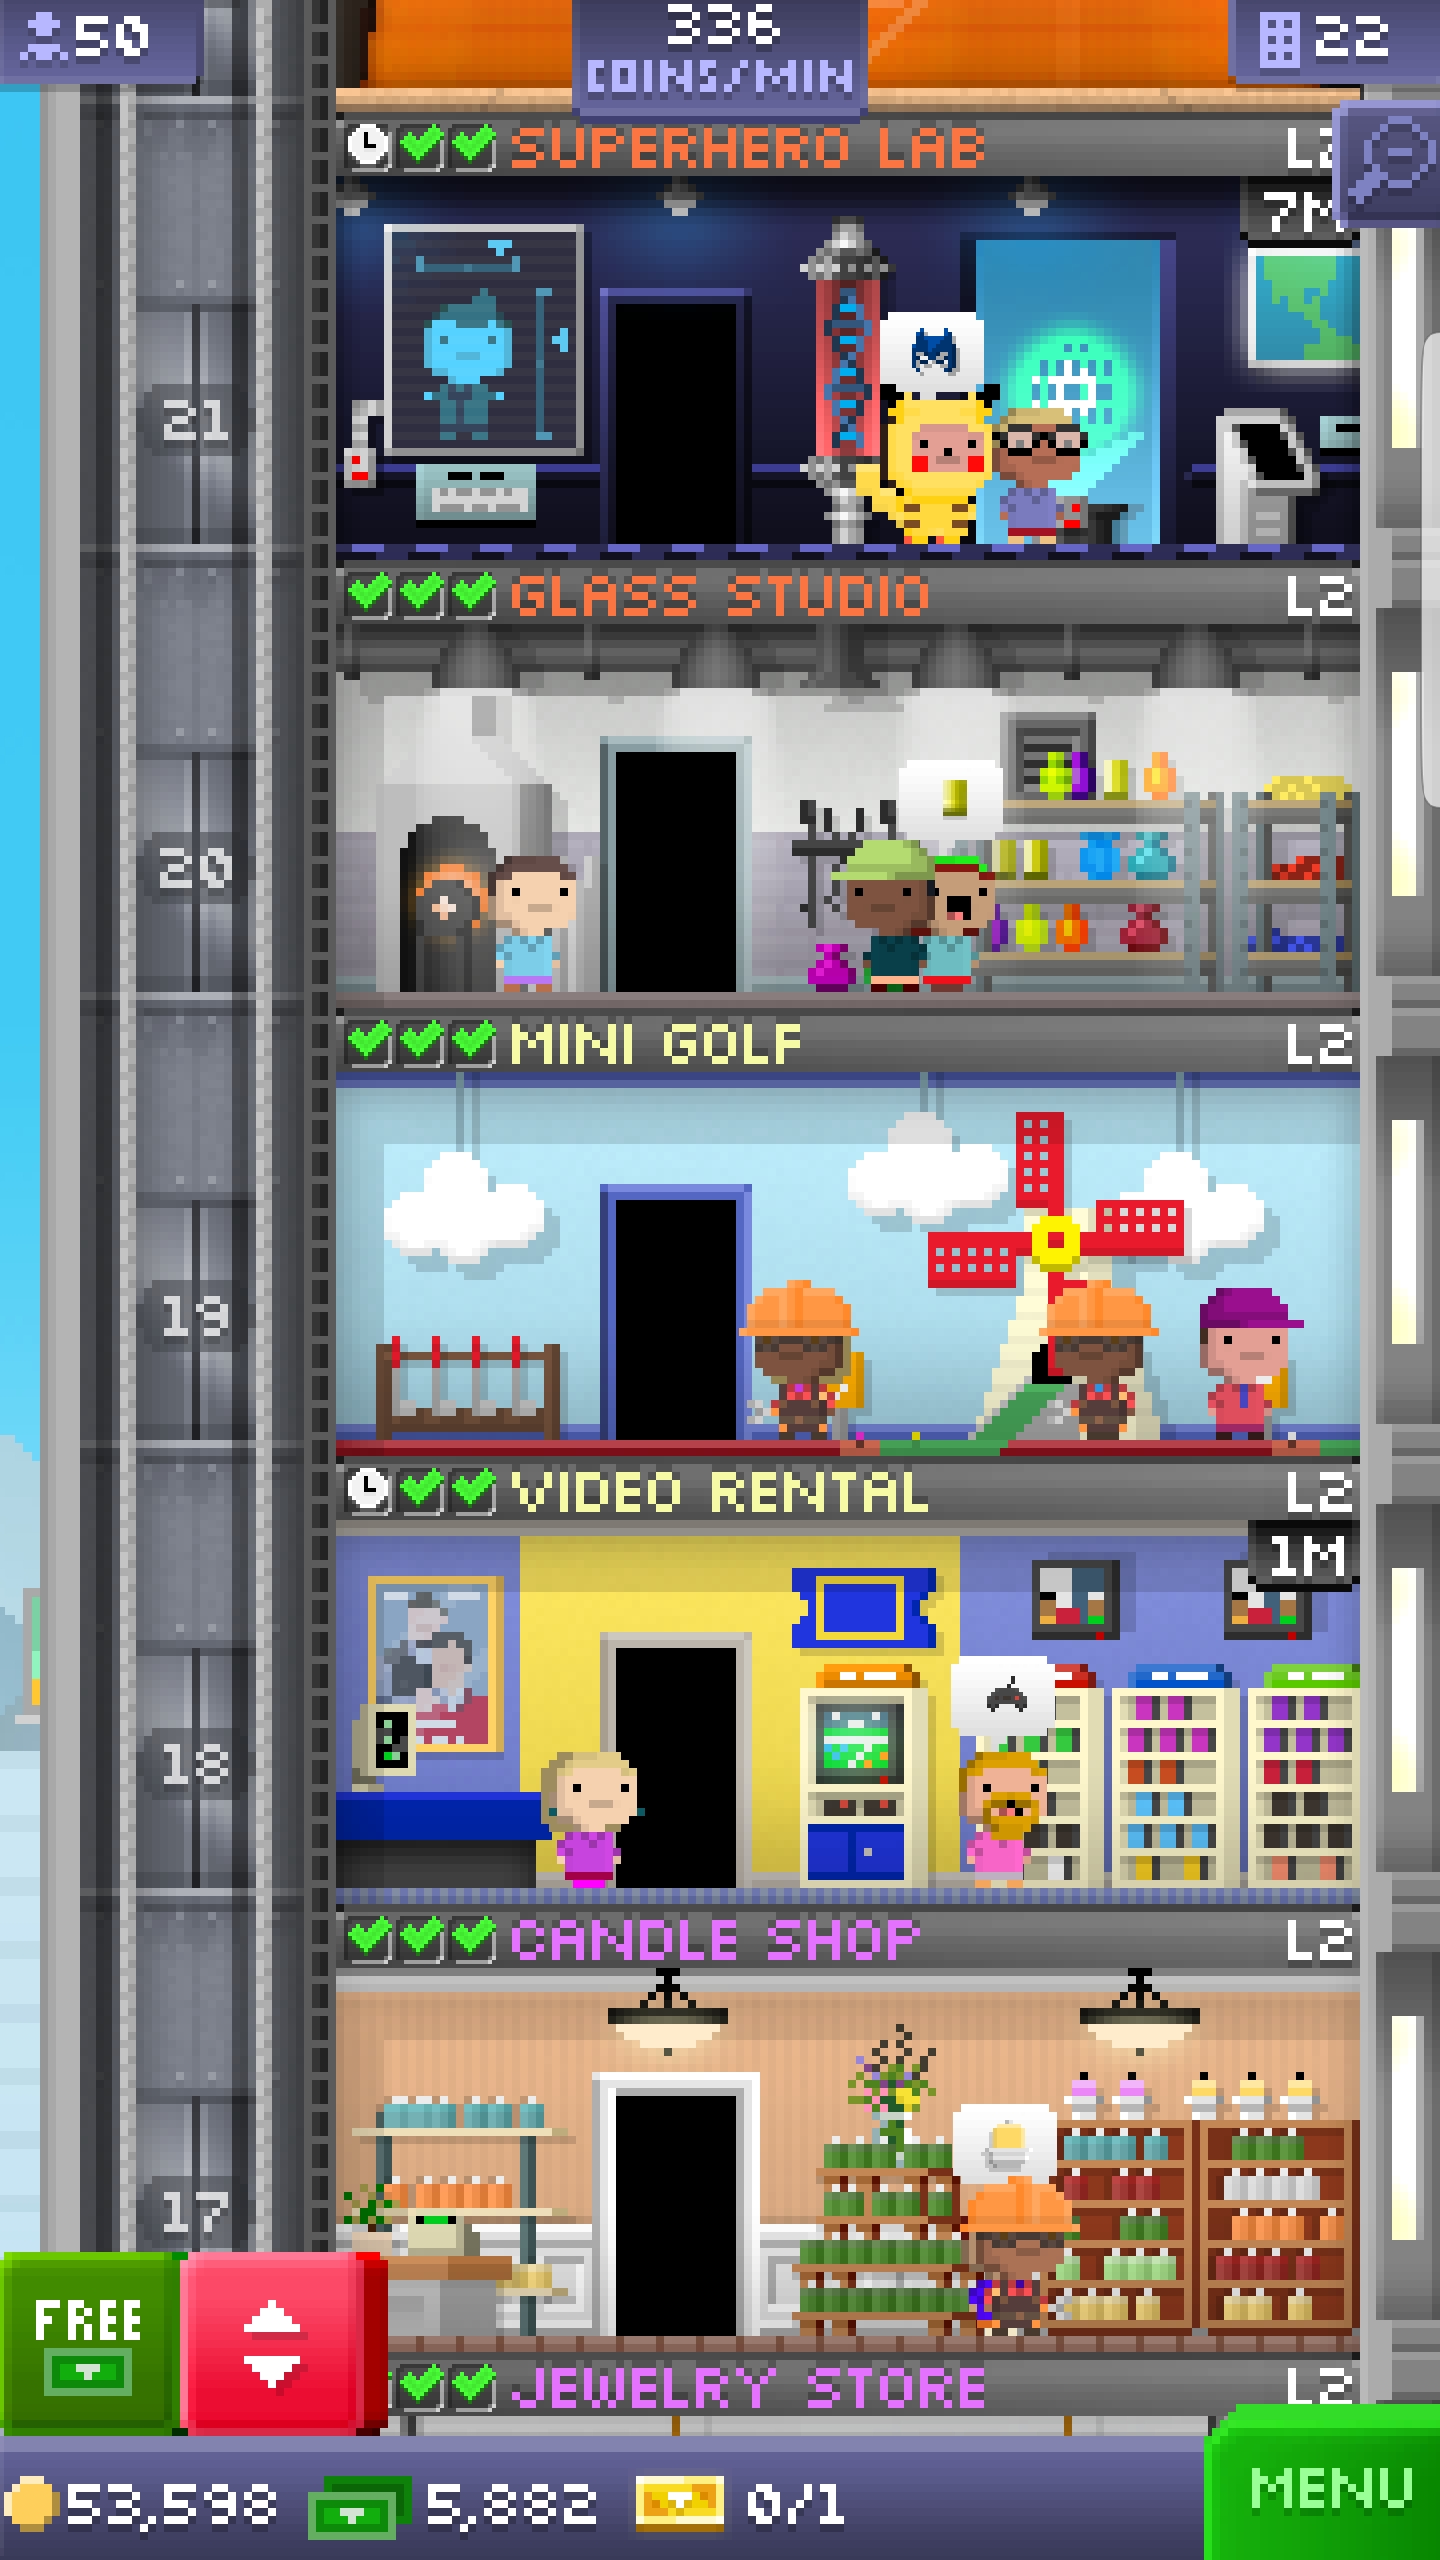 50
336
COINS/MIN
22
SUPERHERO LAB
7M
21
GLASS STUDIO L2
20
MINI GOLF L2
19
VIDEO RENTAL L2
1M
18
CANDLE SHOP L2
17
FREE
JEWELRY STORE L2
53,598 5,882 0/1
MENU